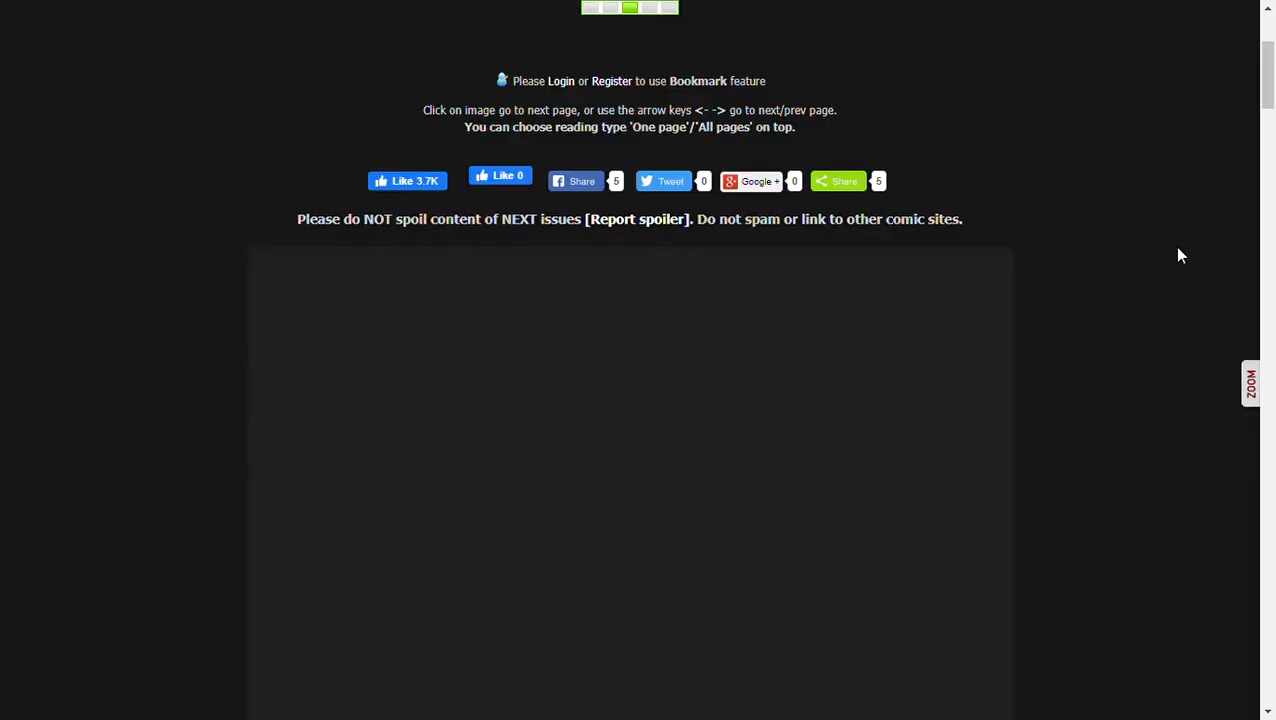 Please Login or Register to use Bookmark feature
Click on image go to next page, or use the arrow keys <- -> go to next/prev page.
You can choose reading type 'One page'/'All pages' on top.
Like 3.7K Like 0 Share 5 Tweet 0 Google + 0 Share 5
Please do NOT spoil content of NEXT issues [Report spoiler]. Do not spam or link to other comic sites.
ZOOM